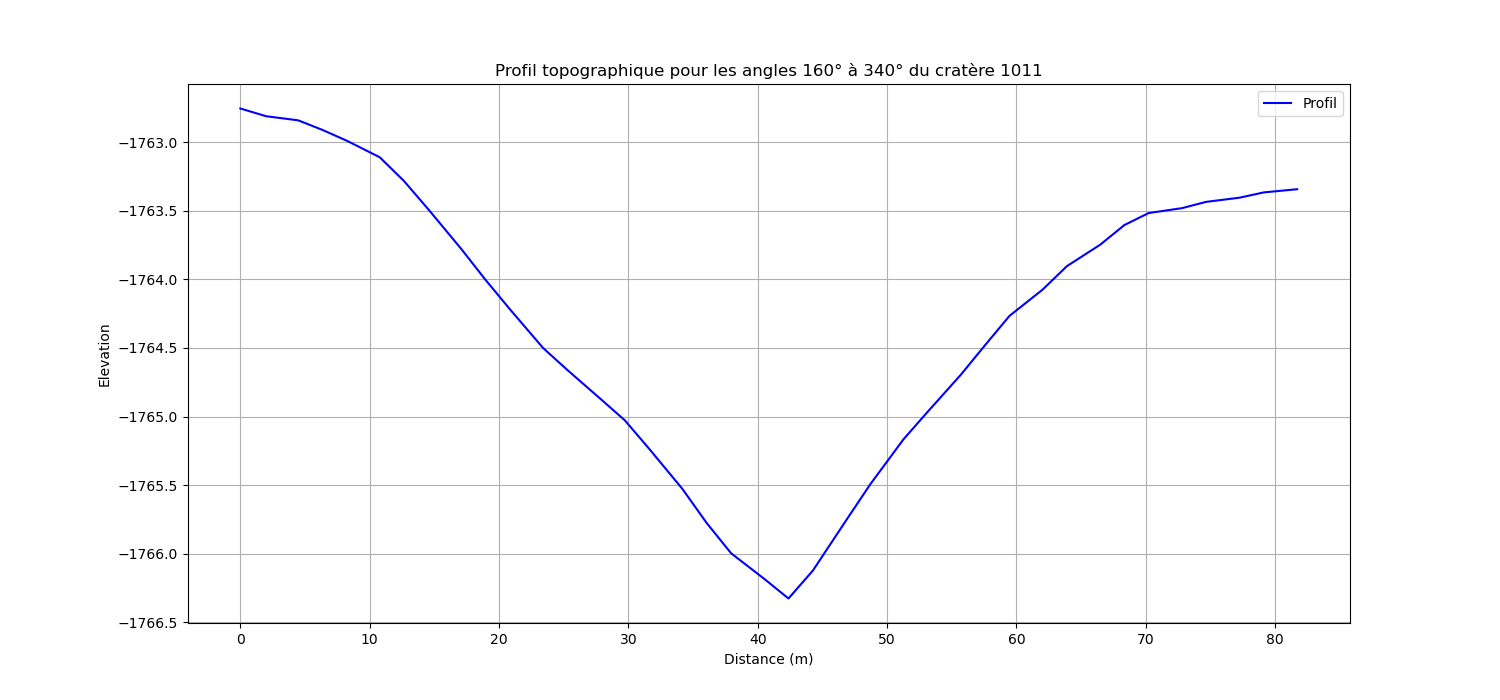 Profil topographique pour les angles 160° à 340° du cratère 1011
Profil
−1763.0
−1763.5
−1764.0
−1764.5
−1765.0
−1765.5
−1766.0
−1766.5
Elevation
0 10 20 30 40 50 60 70 80
Distance (m)